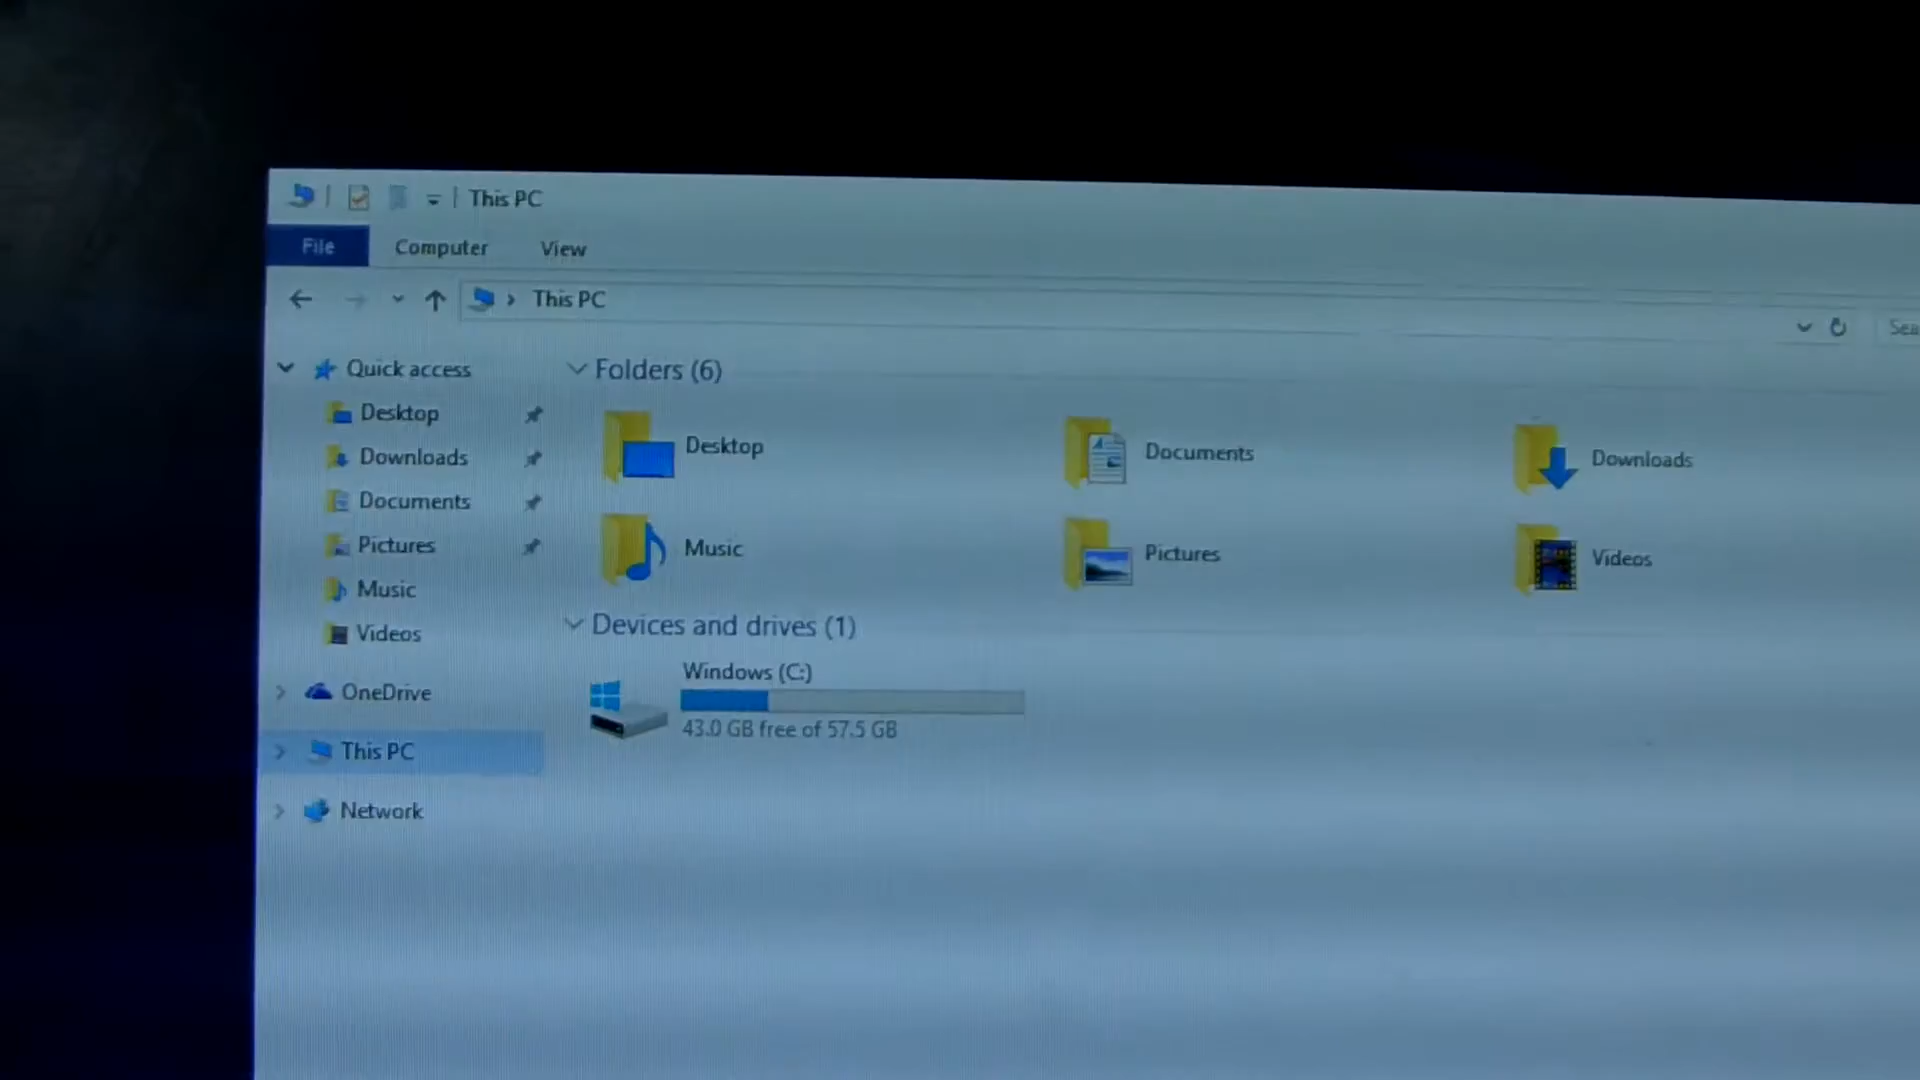 This PC
File Computer View
This PC
Sea
Quick access
Desktop
Downloads
Documents
Pictures
Music
Videos
OneDrive
This PC
Network
Folders (6)
Desktop
Documents
Downloads
Music
Pictures
Videos
Devices and drives (1)
Windows (C:)
43.0 GB free of 57.5 GB